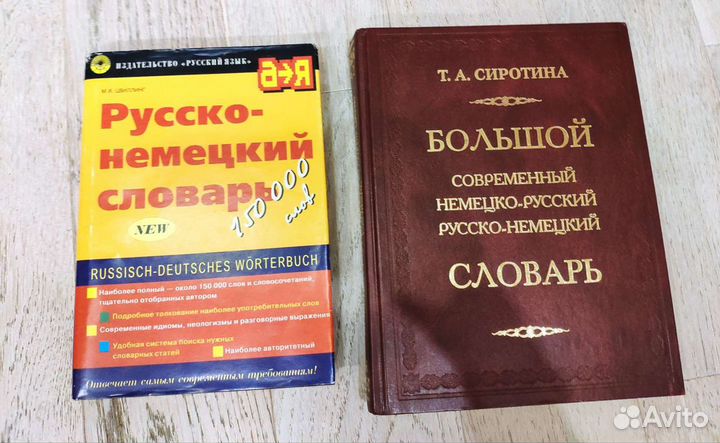 ИЗДАТЕЛЬСТВО «РУССКИЙ ЯЗЫК»
а→я
М.Я. ЦВИЛЛИНГ
Русско-
немецкий
словарь
150 000
слов
NEW
RUSSISCH-DEUTSCHES WÖRTERBUCH
Наиболее полный — около 150 000 слов и словосочетаний,
тщательно отобранных автором
Подробное толкование наиболее употребительных слов
Современные идиомы, неологизмы и разговорные выражения
Удобная система поиска нужных
словарных статей
Наиболее авторитетный
Отвечает самым современным требованиям!
Т. А. СИРОТИНА
БОЛЬШОЙ
СОВРЕМЕННЫЙ
НЕМЕЦКО-РУССКИЙ
РУССКО-НЕМЕЦКИЙ
СЛОВАРЬ
Avito